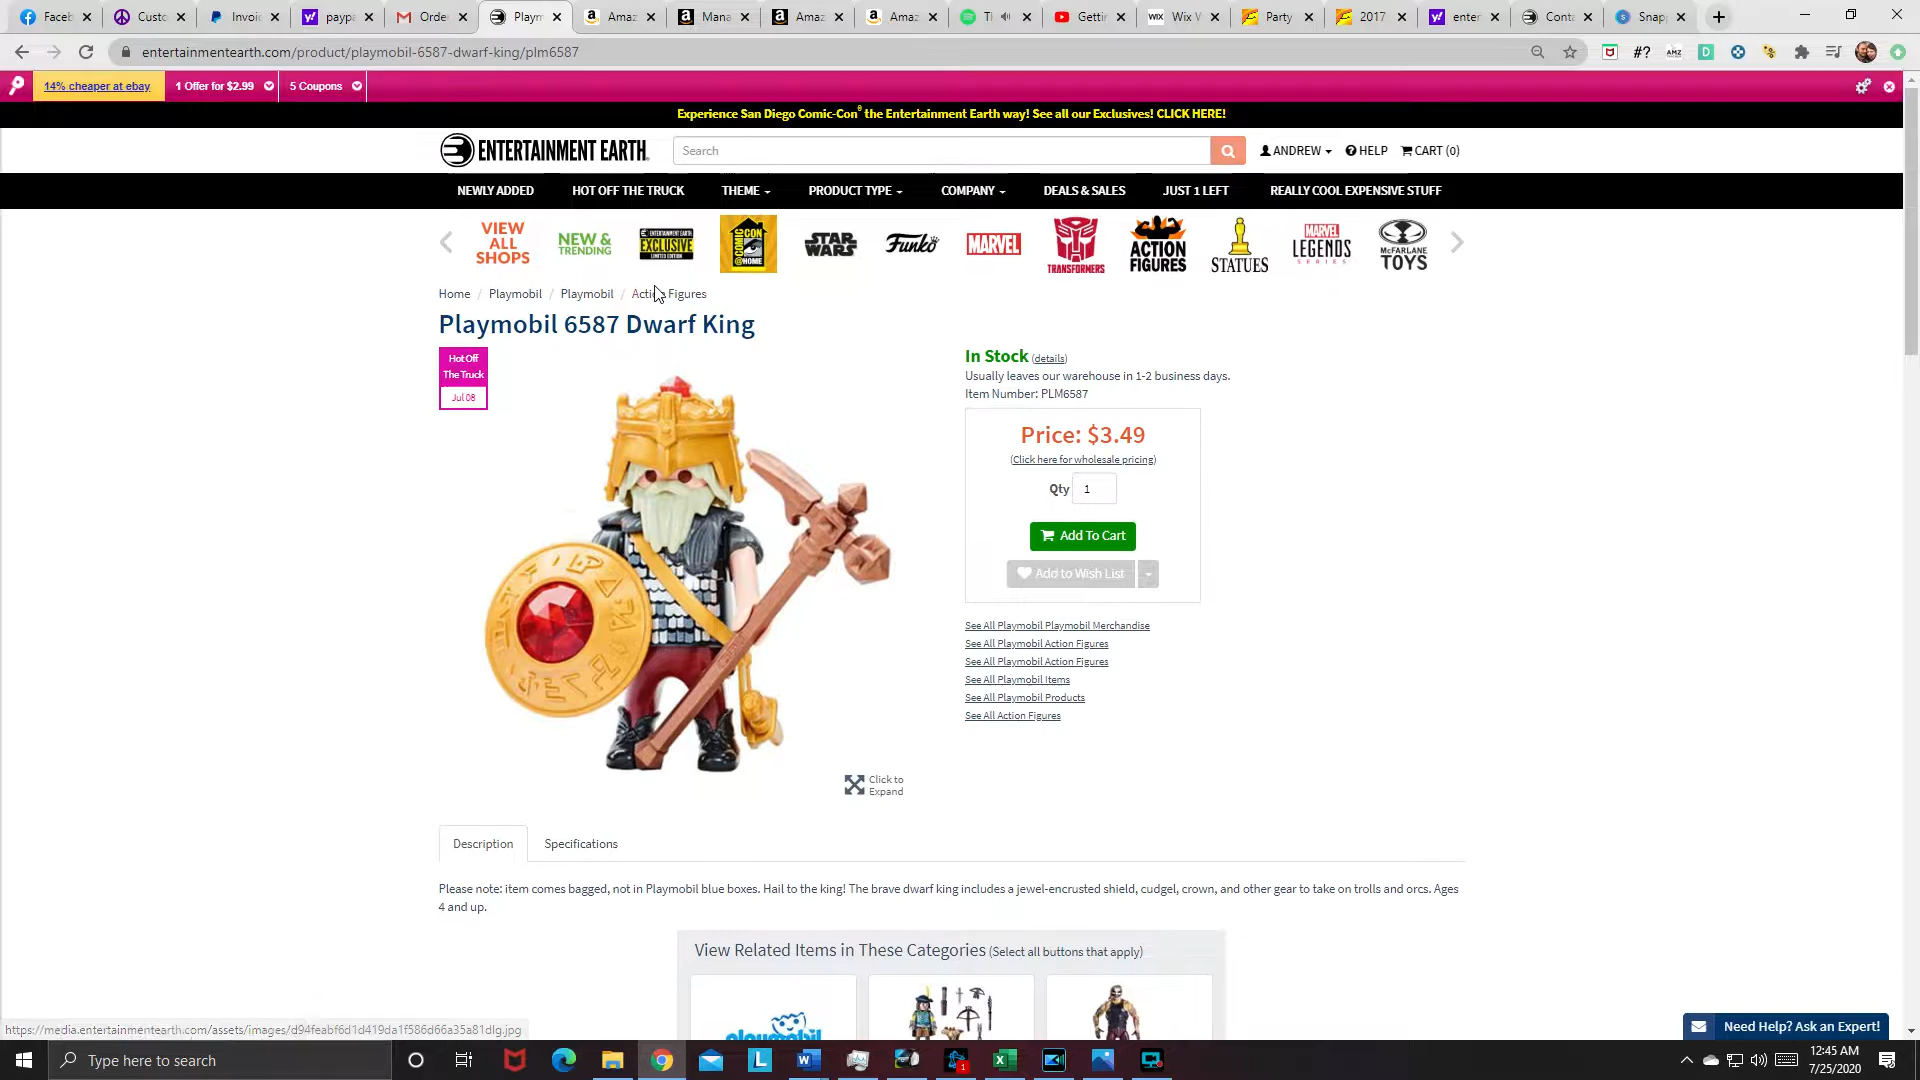 Faceb
Custo
Invoic
paypa
Orde
Playm
Amaz
Mana
Amaz
Amaz
Gettir
Wix V
Party
2017
enter
Conta
Snapp
entertainmentearth.com/product/playmobil-6587-dwarf-king/plm6587
14% cheaper at ebay
1 Offer for $2.99
5 Coupons
Experience San Diego Comic-Con® the Entertainment Earth way! See all our Exclusives! CLICK HERE!
ENTERTAINMENT EARTH
Search
ANDREW
HELP
CART (0)
NEWLY ADDED
HOT OFF THE TRUCK
THEME
PRODUCT TYPE
COMPANY
DEALS & SALES
JUST 1 LEFT
REALLY COOL EXPENSIVE STUFF
VIEW
ALL
SHOPS
NEW &
TRENDING
ENTERTAINMENT EARTH
EXCLUSIVE
LIMITED EDITION
COMIC CON
@HOME
STAR
WARS
Funko
MARVEL
TRANSFORMERS
ACTION
FIGURES
STATUES
MARVEL
LEGENDS
SERIES
McFARLANE
TOYS
Home / Playmobil / Playmobil / Action Figures
Playmobil 6587 Dwarf King
Hot Off
The Truck
Jul 08
In Stock (details)
Usually leaves our warehouse in 1-2 business days.
Item Number: PLM6587
Price: $3.49
(Click here for wholesale pricing)
Qty 1
Add To Cart
Add to Wish List
See All Playmobil Playmobil Merchandise
See All Playmobil Action Figures
See All Playmobil Action Figures
See All Playmobil Items
See All Playmobil Products
See All Action Figures
Click to
Expand
Description
Specifications
Please note: item comes bagged, not in Playmobil blue boxes. Hail to the king! The brave dwarf king includes a jewel-encrusted shield, cudgel, crown, and other gear to take on trolls and orcs. Ages
4 and up.
View Related Items in These Categories (Select all buttons that apply)
playmobil
https://media.entertainmentearth.com/assets/images/d94feabf6d1d419da1f586d66a35a81dlg.jpg
Need Help? Ask an Expert!
Type here to search
12:45 AM
7/25/2020